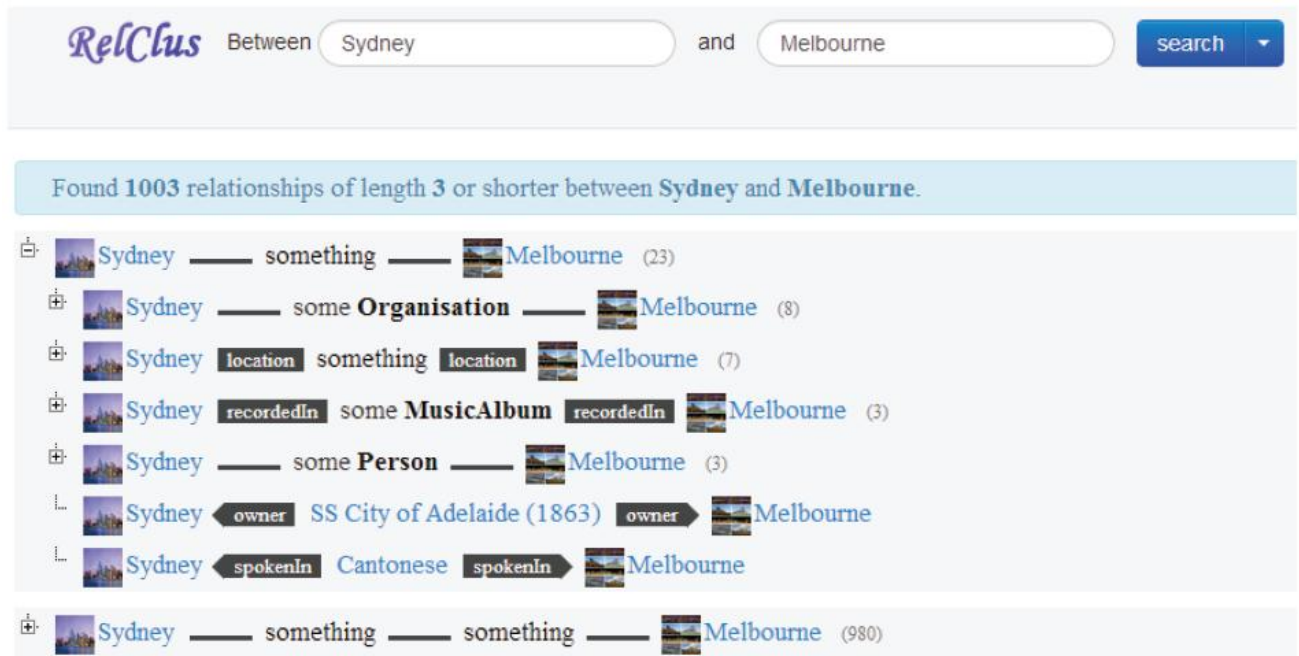 RelClus Between Sydney and Melbourne search
Found 1003 relationships of length 3 or shorter between Sydney and Melbourne.
Sydney something Melbourne (23)
Sydney some Organisation Melbourne (8)
Sydney location something location Melbourne (7)
Sydney recordedIn some MusicAlbum recordedIn Melbourne (3)
Sydney some Person Melbourne (3)
Sydney owner SS City of Adelaide (1863) owner Melbourne
Sydney spokenIn Cantonese spokenIn Melbourne
Sydney something something Melbourne (980)